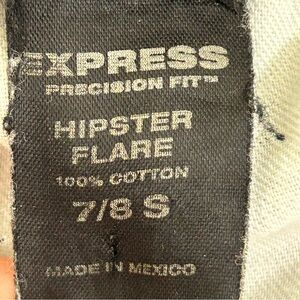 EXPRESS
PRECISION FIT™
HIPSTER
FLARE
100% COTTON
7/8 S
MADE IN MEXICO